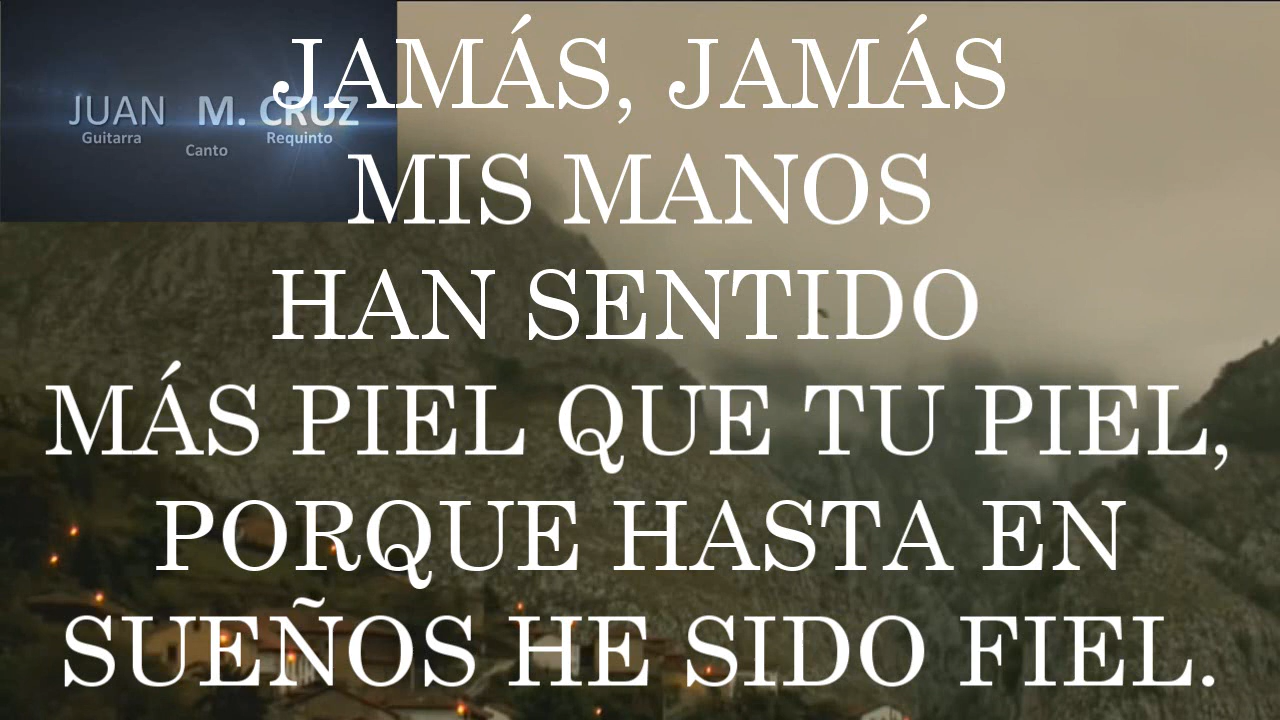 JUAN M. CRUZ
Guitarra Requinto
Canto
JAMÁS, JAMÁS
MIS MANOS
HAN SENTIDO
MÁS PIEL QUE TU PIEL,
PORQUE HASTA EN
SUEÑOS HE SIDO FIEL.